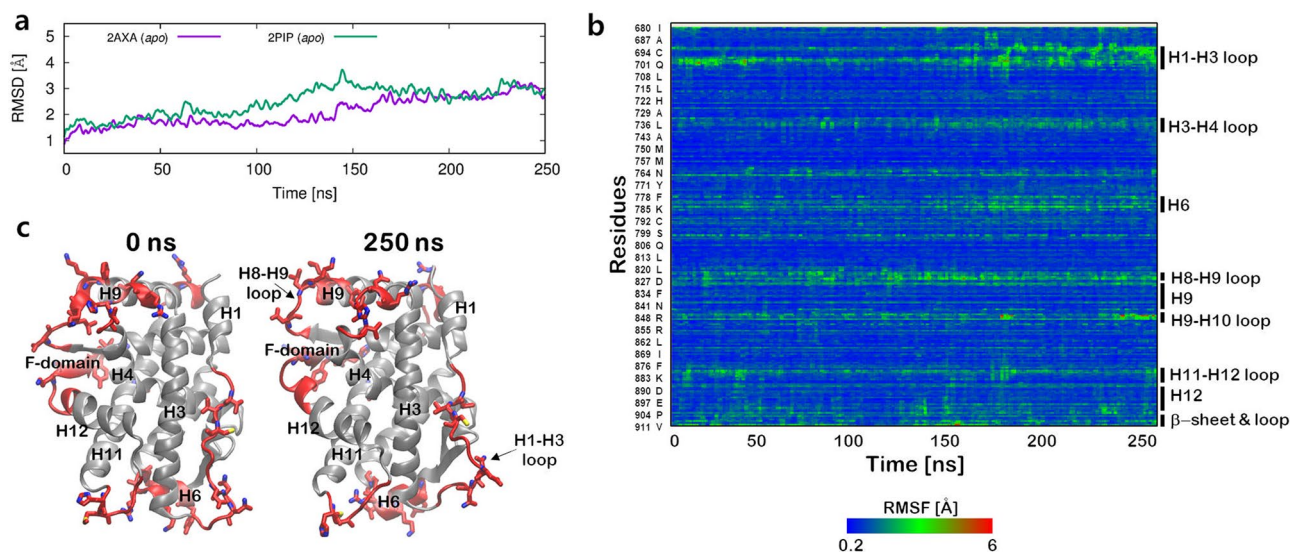 a
2AXA (apo)
2PIP (apo)
RMSD [Å]
5
4
3
2
1
0
50
100
150
200
250
Time [ns]
b
Residues
680 I
687 A
694 C
701 Q
708 L
715 L
722 H
729 A
736 L
743 A
750 M
757 M
764 N
771 Y
778 F
785 K
792 C
799 S
806 Q
813 L
820 L
827 D
834 F
841 N
848 R
855 R
862 L
869 I
876 F
883 K
890 D
897 E
904 P
911 V
H1-H3 loop
H3-H4 loop
H6
H8-H9 loop
H9
H9-H10 loop
H11-H12 loop
H12
β-sheet & loop
0
50
100
150
200
250
Time [ns]
RMSF [Å]
0.2
6
c
0 ns
H9
H1
F-domain
H4
H3
H12
H11
H6
250 ns
H8-H9
loop
H9
H1
F-domain
H4
H3
H12
H11
H1-H3
loop
H6